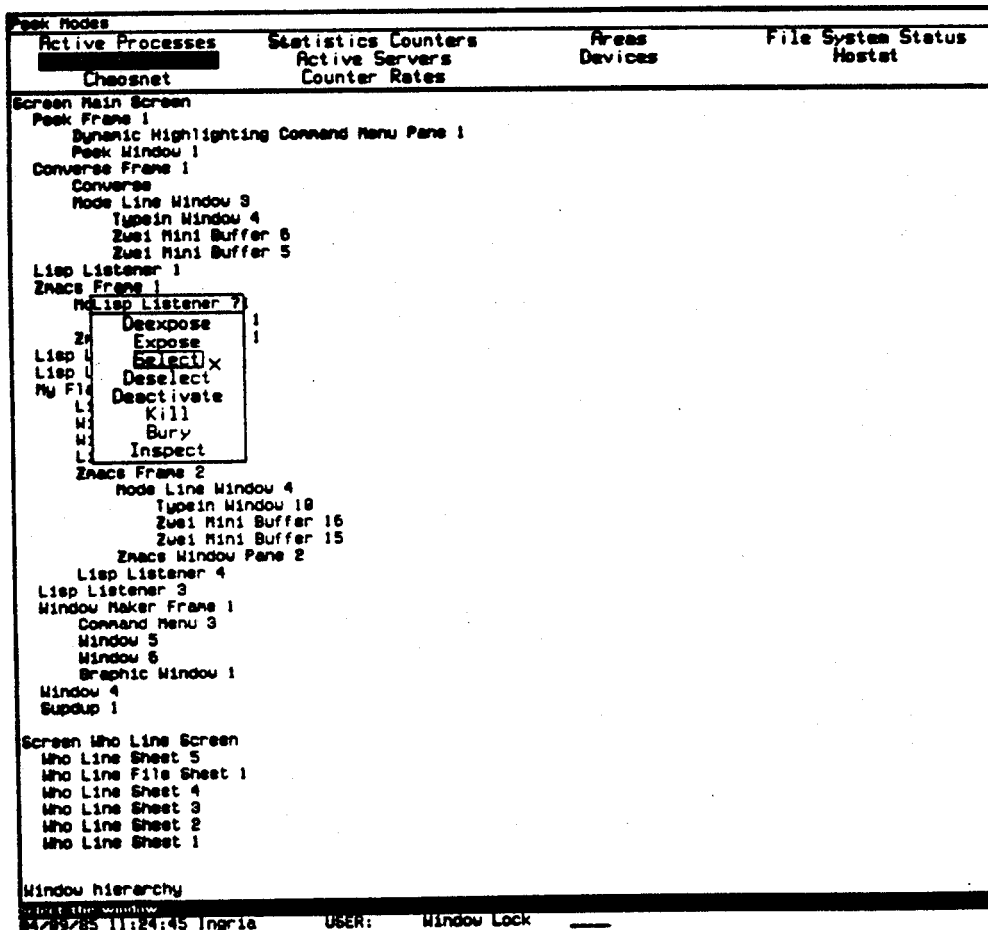 Peek Modes
Active Processes Statistics Counters Areas File System Status
Active Servers Devices Hostat
Chaosnet Counter Rates
Screen Main Screen
Peek Frame 1
Dynamic Highlighting Command Menu Pane 1
Peek Window 1
Converse Frame 1
Converse
Mode Line Window 3
Typein Window 4
Zwei Mini Buffer 6
Zwei Mini Buffer 5
Lisp Listener 1
Zmacs Frame 1
Lisp Listener 7
Deexpose 1
Expose 1
Select
Deselect
Deactivate
Kill
Bury
Inspect
Zmacs Frame 2
Mode Line Window 4
Typein Window 10
Zwei Mini Buffer 16
Zwei Mini Buffer 15
Zmacs Window Pane 2
Lisp Listener 4
Lisp Listener 3
Window Maker Frame 1
Command Menu 3
Window 5
Window 6
Graphic Window 1
Window 4
Supdup 1
Screen Who Line Screen
Who Line Sheet 5
Who Line File Sheet 1
Who Line Sheet 4
Who Line Sheet 3
Who Line Sheet 2
Who Line Sheet 1
Window hierarchy
Select the window
04/09/85 11:24:45 Ingria USER: Window Lock